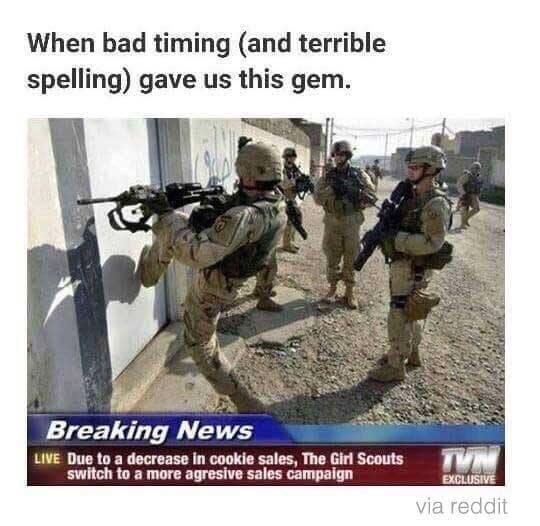 When bad timing (and terrible
spelling) gave us this gem.
Breaking News
LIVE Due to a decrease in cookie sales, The Girl Scouts
switch to a more agresive sales campaign
TVN
EXCLUSIVE
via reddit